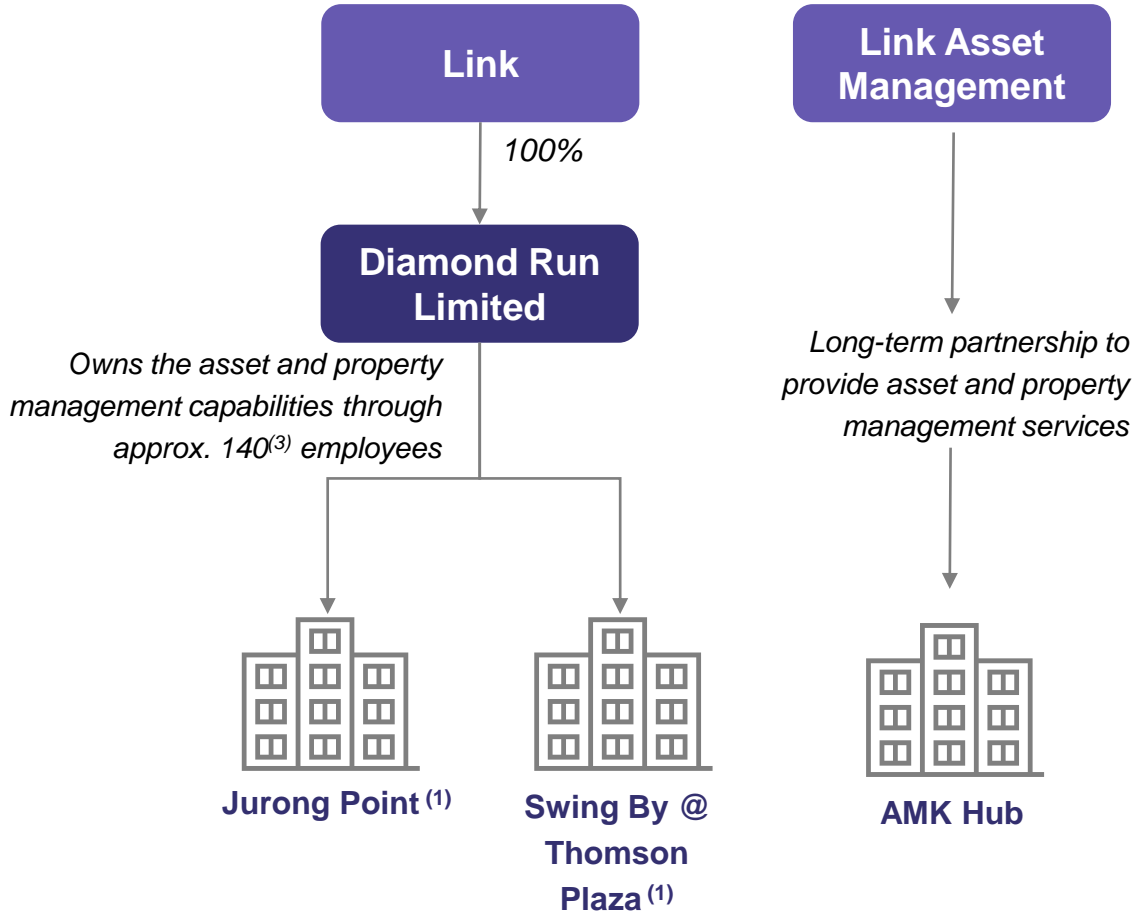 Link
100%
Diamond Run
Limited
Owns the asset and property
management capabilities through
approx. 140(3) employees
Jurong Point (1)
Swing By @
Thomson
Plaza (1)
Link Asset
Management
Long-term partnership to
provide asset and property
management services
AMK Hub